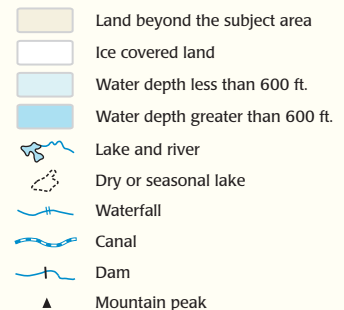 Land beyond the subject area
Ice covered land
Water depth less than 600 ft.
Water depth greater than 600 ft.
Lake and river
Dry or seasonal lake
Waterfall
Canal
Dam
Mountain peak